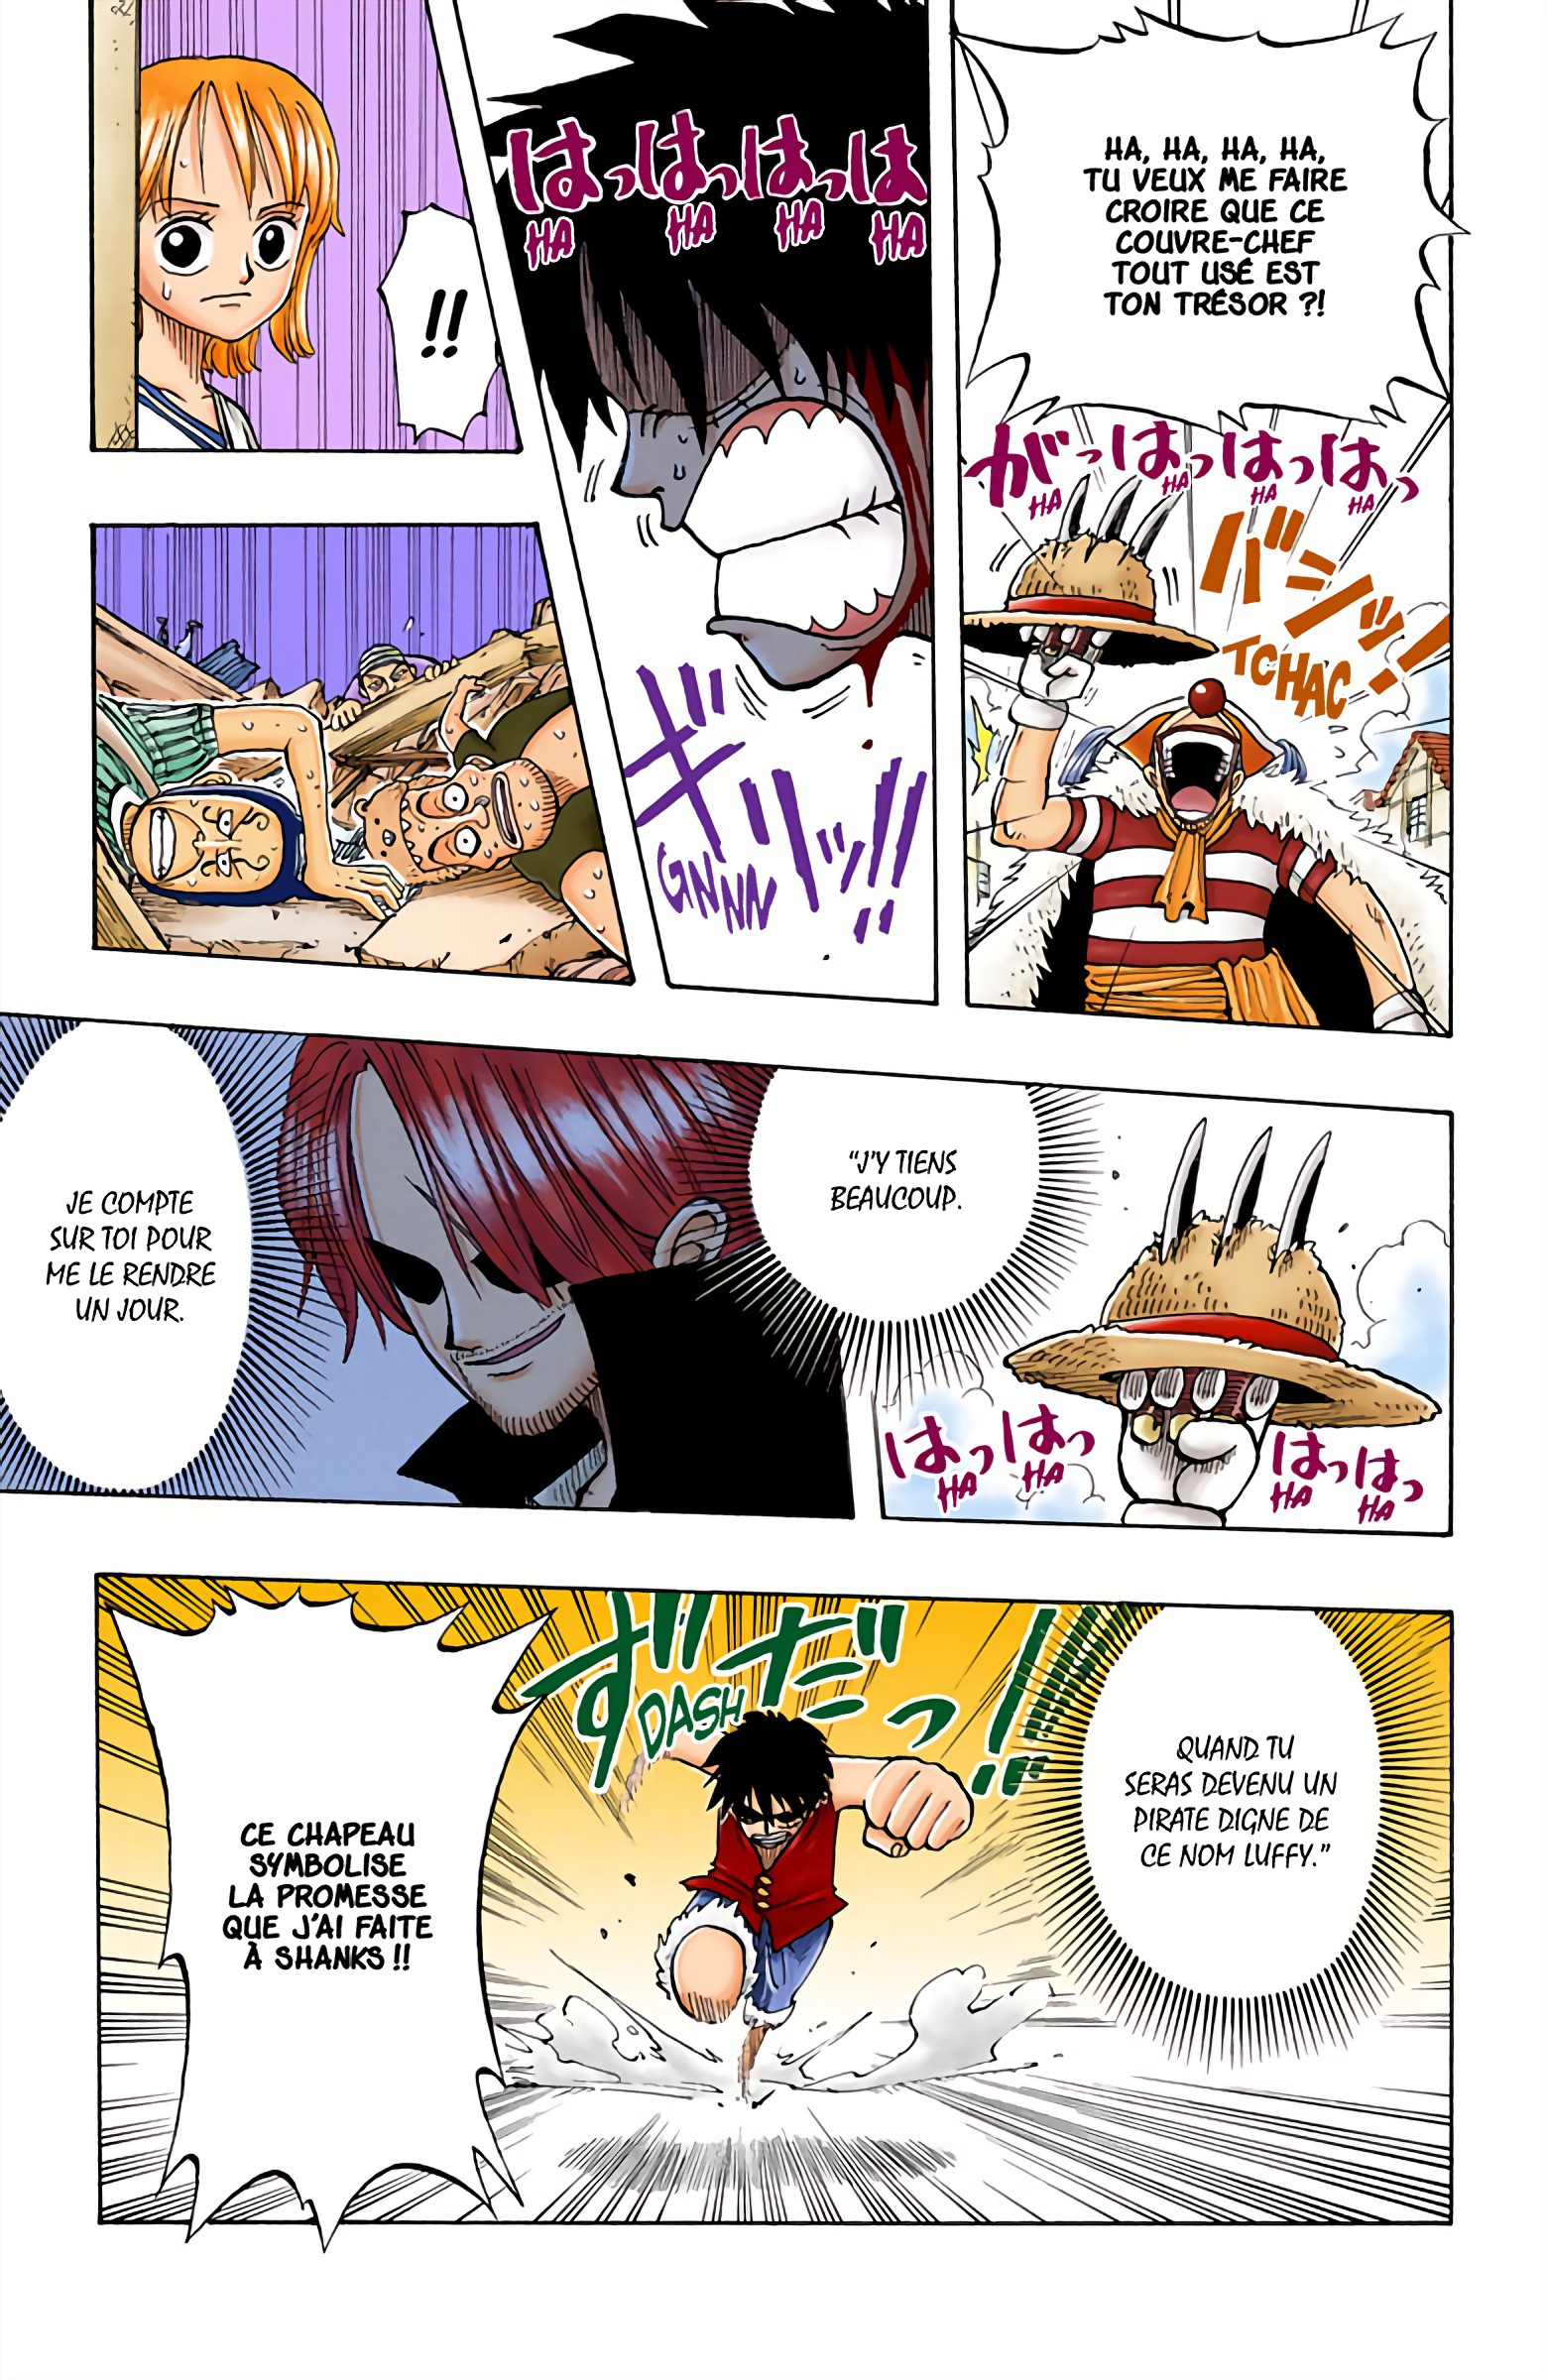 HA, HA, HA, HA,
TU VEUX ME FAIRE
CROIRE QUE CE
COUVRE-CHEF
TOUT USÉ EST
TON TRÉSOR ?!
がっはっはっはっ
HA HA HA HA
バシッ!
TCHAC
はっはっはっは
HA HA HA HA
ギリッ!!
GNNN
!!
"J'Y TIENS
BEAUCOUP.
はっはっ
HA HA
はっはっ
HA HA
JE COMPTE
SUR TOI POUR
ME LE RENDRE
UN JOUR.
QUAND TU
SERAS DEVENU UN
PIRATE DIGNE DE
CE NOM LUFFY."
ずだっ!!
DASH
CE CHAPEAU
SYMBOLISE
LA PROMESSE
QUE J'AI FAITE
À SHANKS !!